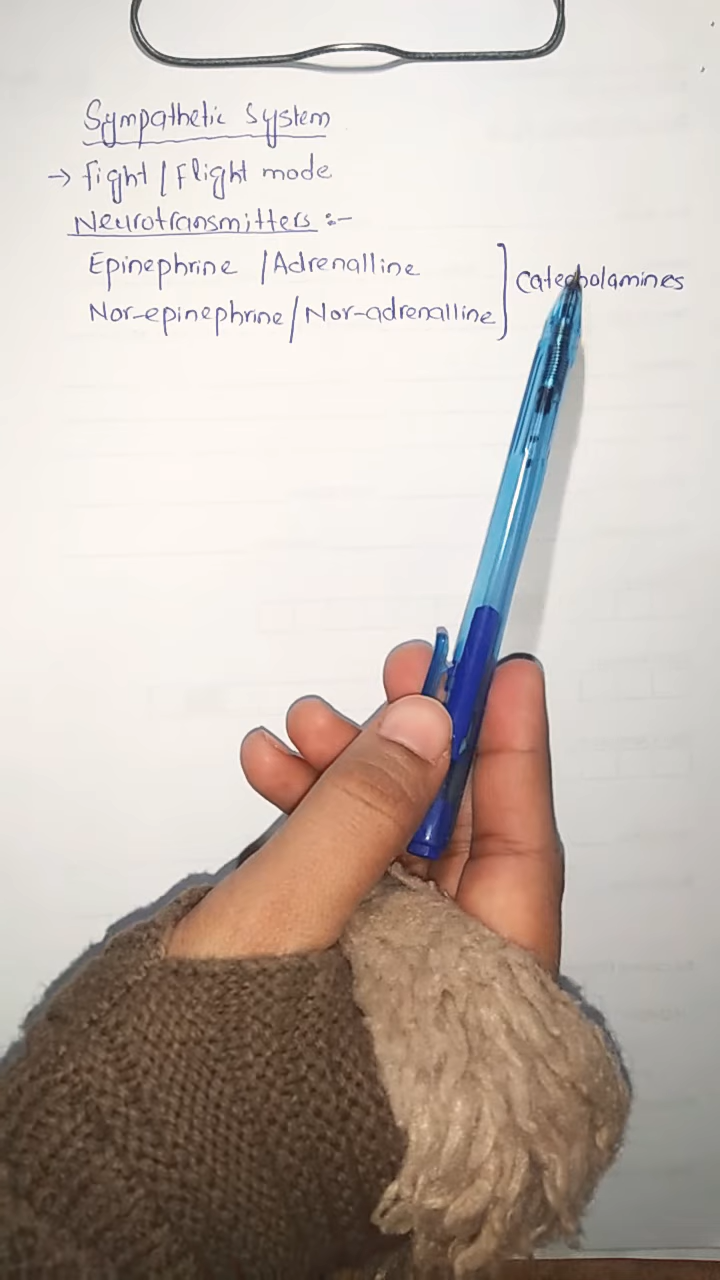 Sympathetic System
→ fight / Flight mode
Neurotransmitters :-
Epinephrine / Adrenalline
Nor-epinephrine / Nor-adrenalline
Catecholamines